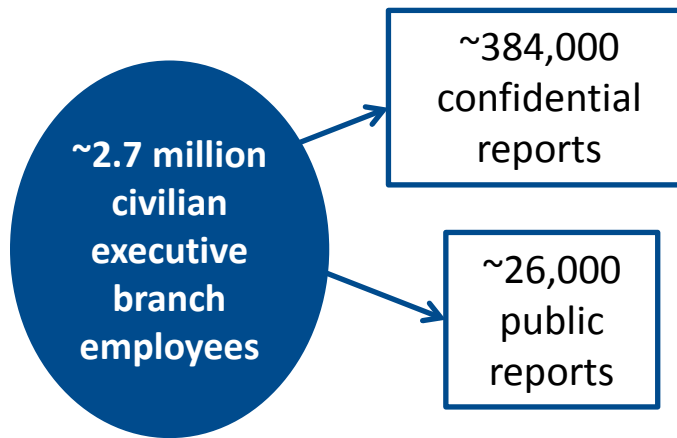 ~2.7 million
civilian
executive
branch
employees
~384,000
confidential
reports
~26,000
public
reports